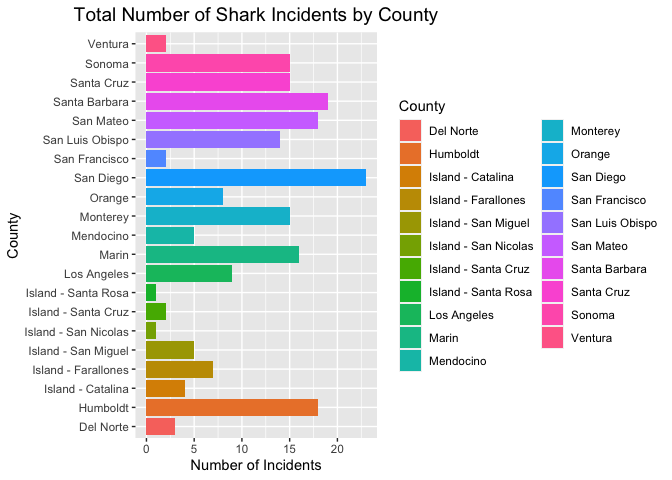 Total Number of Shark Incidents by County
County
Ventura
Sonoma
Santa Cruz
Santa Barbara
San Mateo
San Luis Obispo
San Francisco
San Diego
Orange
Monterey
Mendocino
Marin
Los Angeles
Island - Santa Rosa
Island - Santa Cruz
Island - San Nicolas
Island - San Miguel
Island - Farallones
Island - Catalina
Humboldt
Del Norte
0 5 10 15 20
Number of Incidents
County
Del Norte
Humboldt
Island - Catalina
Island - Farallones
Island - San Miguel
Island - San Nicolas
Island - Santa Cruz
Island - Santa Rosa
Los Angeles
Marin
Mendocino
Monterey
Orange
San Diego
San Francisco
San Luis Obispo
San Mateo
Santa Barbara
Santa Cruz
Sonoma
Ventura